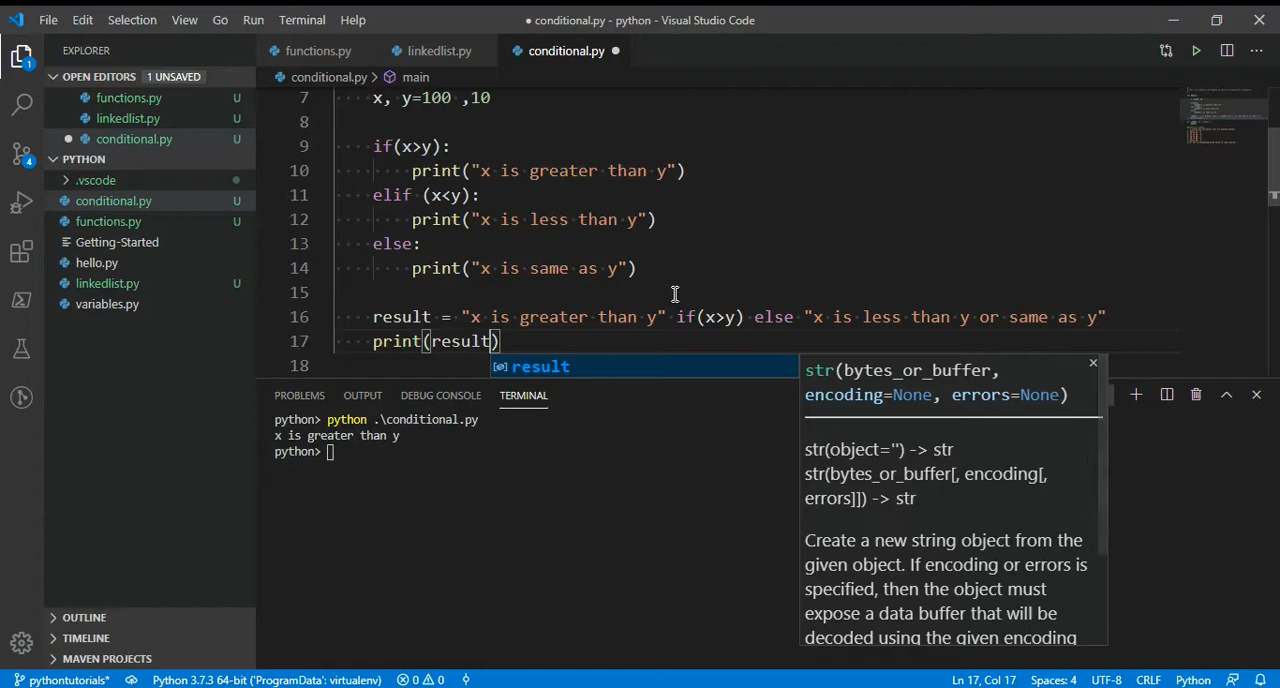 File Edit Selection View Go Run Terminal Help
● conditional.py - python - Visual Studio Code
EXPLORER
functions.py linkedlist.py conditional.py ●
OPEN EDITORS 1 UNSAVED
conditional.py > main
functions.py U
linkedlist.py U
● conditional.py U
PYTHON
> .vscode
conditional.py U
functions.py U
Getting-Started
hello.py
linkedlist.py U
variables.py
7 x, y=100 ,10
8
9 if(x>y):
10 print("x is greater than y")
11 elif (x<y):
12 print("x is less than y")
13 else:
14 print("x is same as y")
15
16 result = "x is greater than y" if(x>y) else "x is less than y or same as y"
17 print(result)
18
result
str(bytes_or_buffer,
encoding=None, errors=None)
str(object='') -> str
str(bytes_or_buffer[, encoding[,
errors]]) -> str
Create a new string object from the
given object. If encoding or errors is
specified, then the object must
expose a data buffer that will be
decoded using the given encoding
PROBLEMS OUTPUT DEBUG CONSOLE TERMINAL
python> python .\conditional.py
x is greater than y
python>
OUTLINE
TIMELINE
MAVEN PROJECTS
1
4
pythontutorials* Python 3.7.3 64-bit ('ProgramData': virtualenv) 0 0 Ln 17, Col 17 Spaces: 4 UTF-8 CRLF Python